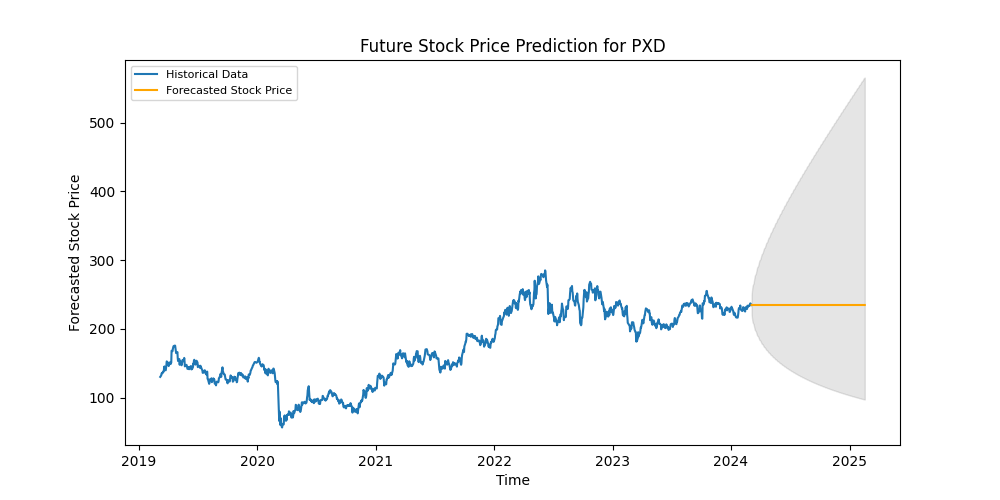 Future Stock Price Prediction for PXD
Historical Data
Forecasted Stock Price
Forecasted Stock Price
500
400
300
200
100
2019
2020
2021
2022
2023
2024
2025
Time